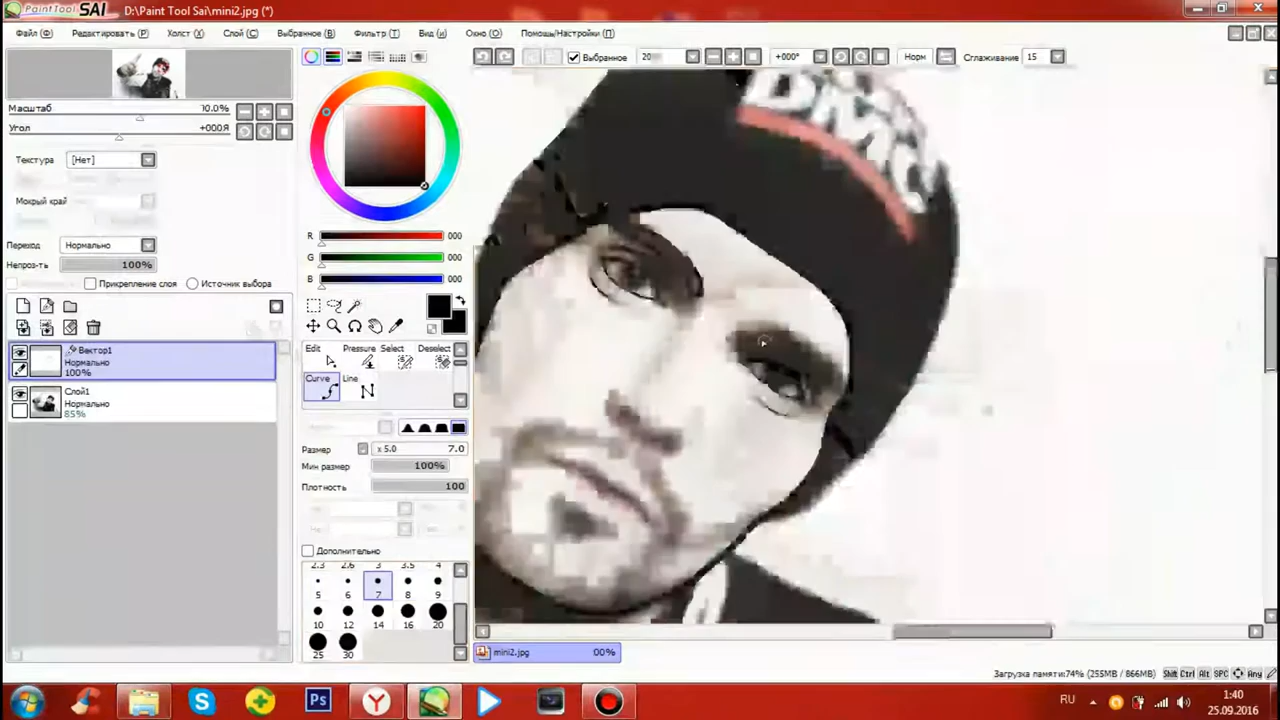 PaintTool SAI D:\Paint Tool Sai\mini2.jpg (*)
Файл (Ф) Редактировать (P) Холст (X) Слой (C) Выбранное (B) Фильтр (T) Вид (и) Окно (O) Помощь/Настройки (П)
Выбранное +000° Норм Сглаживание 15
Масштаб
Угол +000Я
Текстура [Нет]
Мокрый край
Переход Нормально
Непроз-ть 100%
Прикрепление слоя Источник выбора
R 000
G 000
B 000
Вектор1
Нормально
100%
Слой1
Нормально
85%
Edit Pressure Select Deselect
Curve Line
Размер x 5.0 7.0
Мин размер 100%
Плотность 100
Дополнительно
2.3 2.6 3 3.5 4
5 6 7 8 9
10 12 14 16 20
25 30
DMC
mini2.jpg 00%
Загрузка памяти:74% (255MB / 866MB) Shift Ctrl Alt SPC Any
Ps RU
1:40
25.09.2016